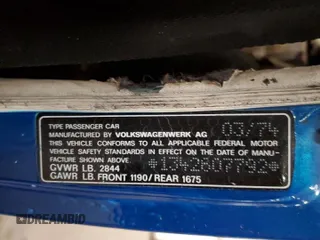 TYPE PASSENGER CAR
MANUFACTURED BY VOLKSWAGENWERK AG 03/74
THIS VEHICLE CONFORMS TO ALL APPLICABLE FEDERAL MOTOR
VEHICLE SAFETY STANDARDS IN EFFECT ON THE DATE OF MANU-
FACTURE SHOWN ABOVE.
GVWR LB. 2844 *1342607792*
GAWR LB. FRONT 1190/REAR 1675
DREAMBID